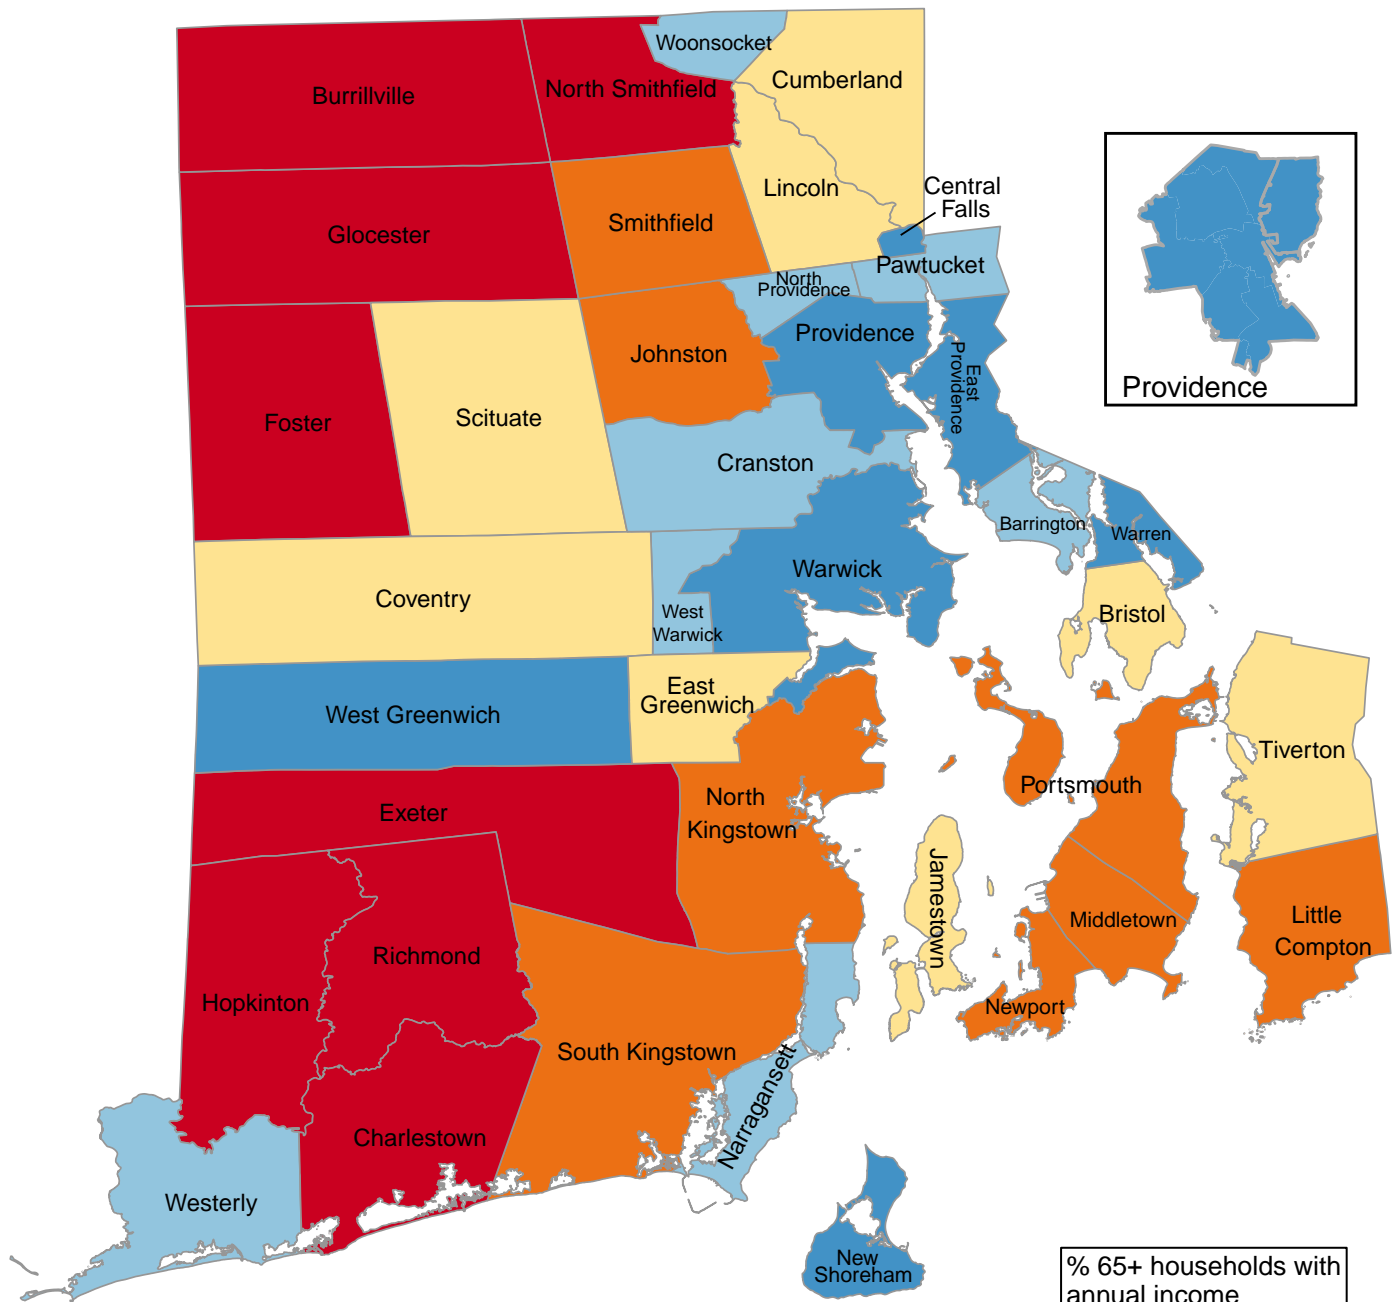 Woonsocket
Cumberland
North Smithfield
Burrillville
Central
Falls
Lincoln
Smithfield
Glocester
Pawtucket
North
Providence
Providence
Johnston
East
Providence
Providence
Foster
Scituate
Cranston
Barrington
Warren
Warwick
Coventry
West
Warwick
Bristol
East
Greenwich
West Greenwich
Tiverton
Portsmouth
North
Kingstown
Exeter
Jamestown
Middletown
Little
Compton
Richmond
Hopkinton
Newport
South Kingstown
Narragansett
Charlestown
Westerly
New
Shoreham
% 65+ households with
annual income